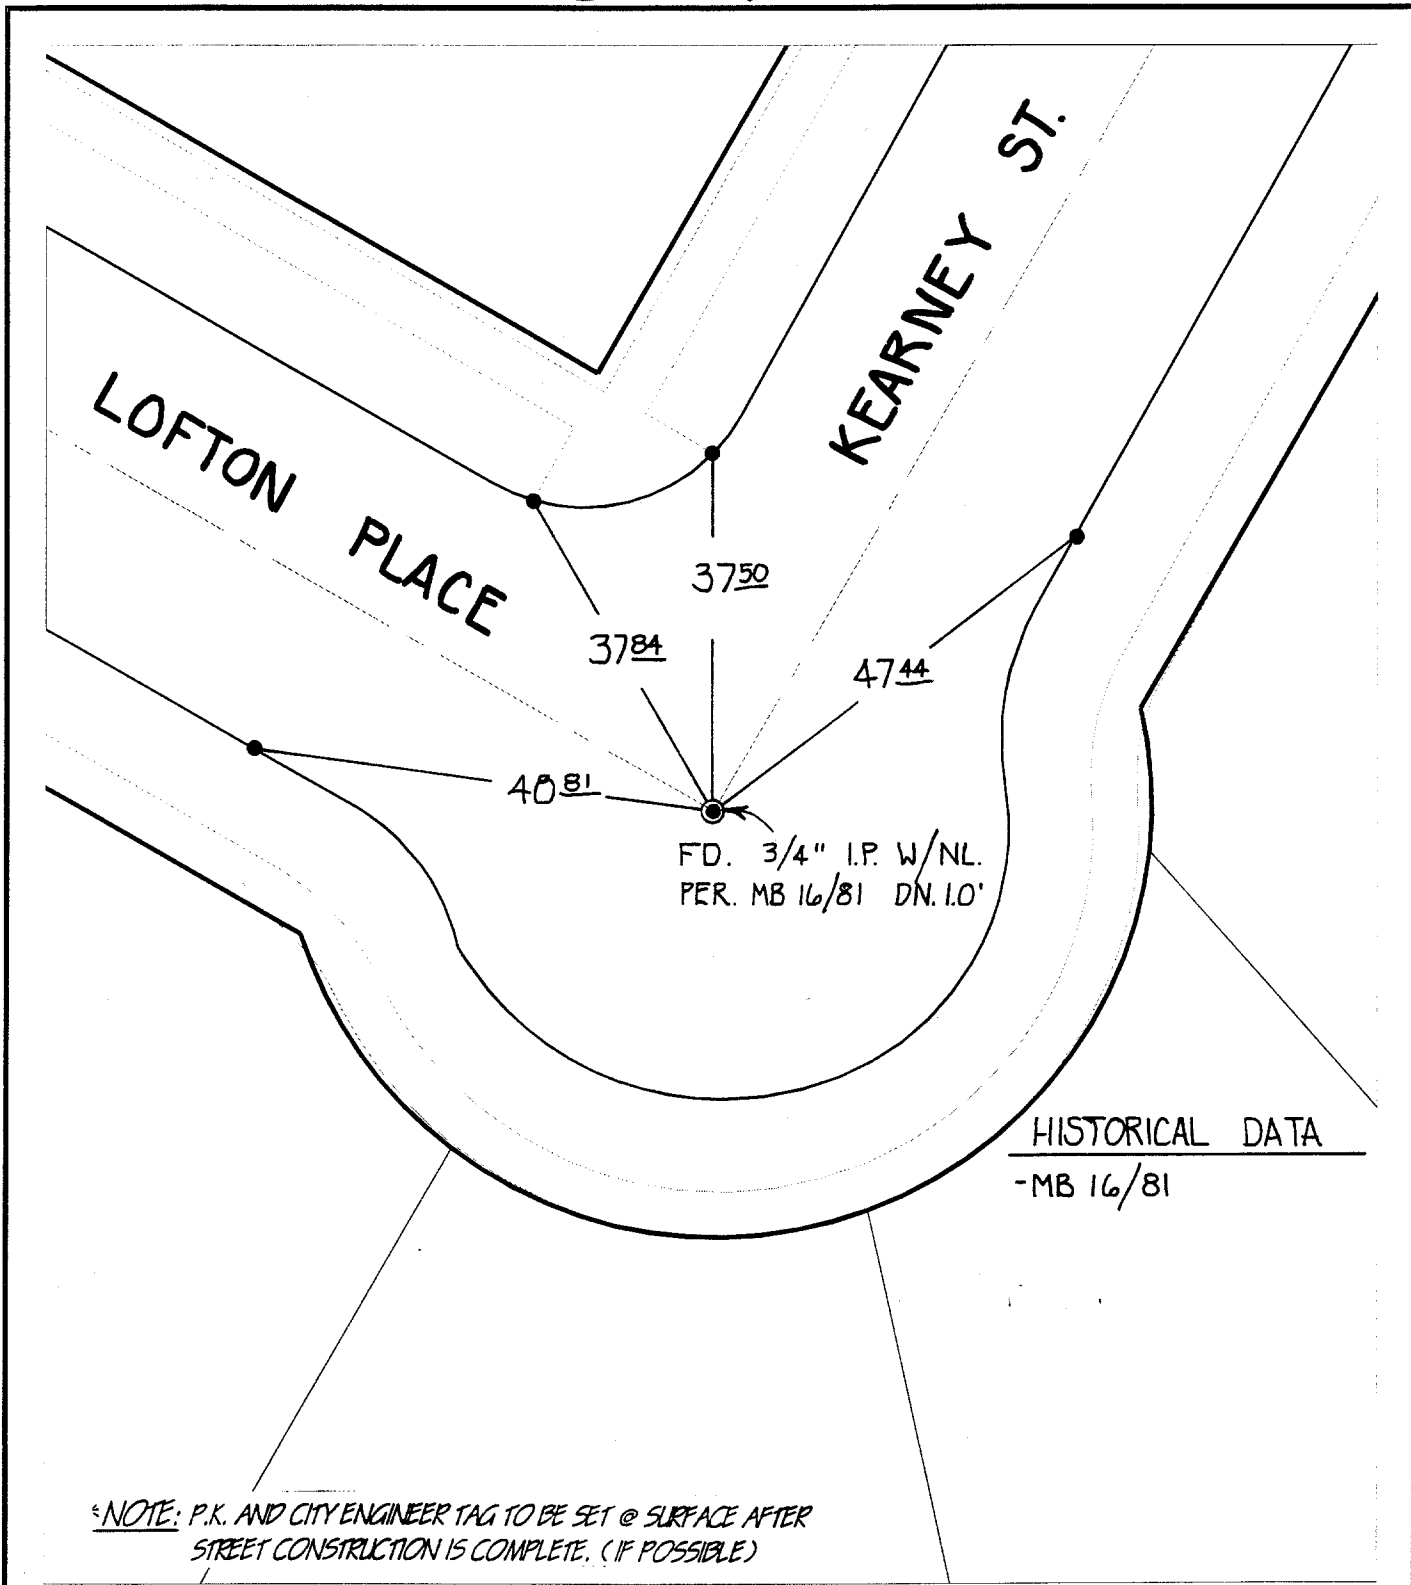 KEARNEY ST.
LOFTON PLACE
37 50
37 84
47 44
40 81
FD. 3/4" I.P. W/NL.
PER. MB 16/81 DN. 1.0'
HISTORICAL DATA
-MB 16/81
NOTE: P.K. AND CITY ENGINEER TAG TO BE SET @ SURFACE AFTER
STREET CONSTRUCTION IS COMPLETE. (IF POSSIBLE)